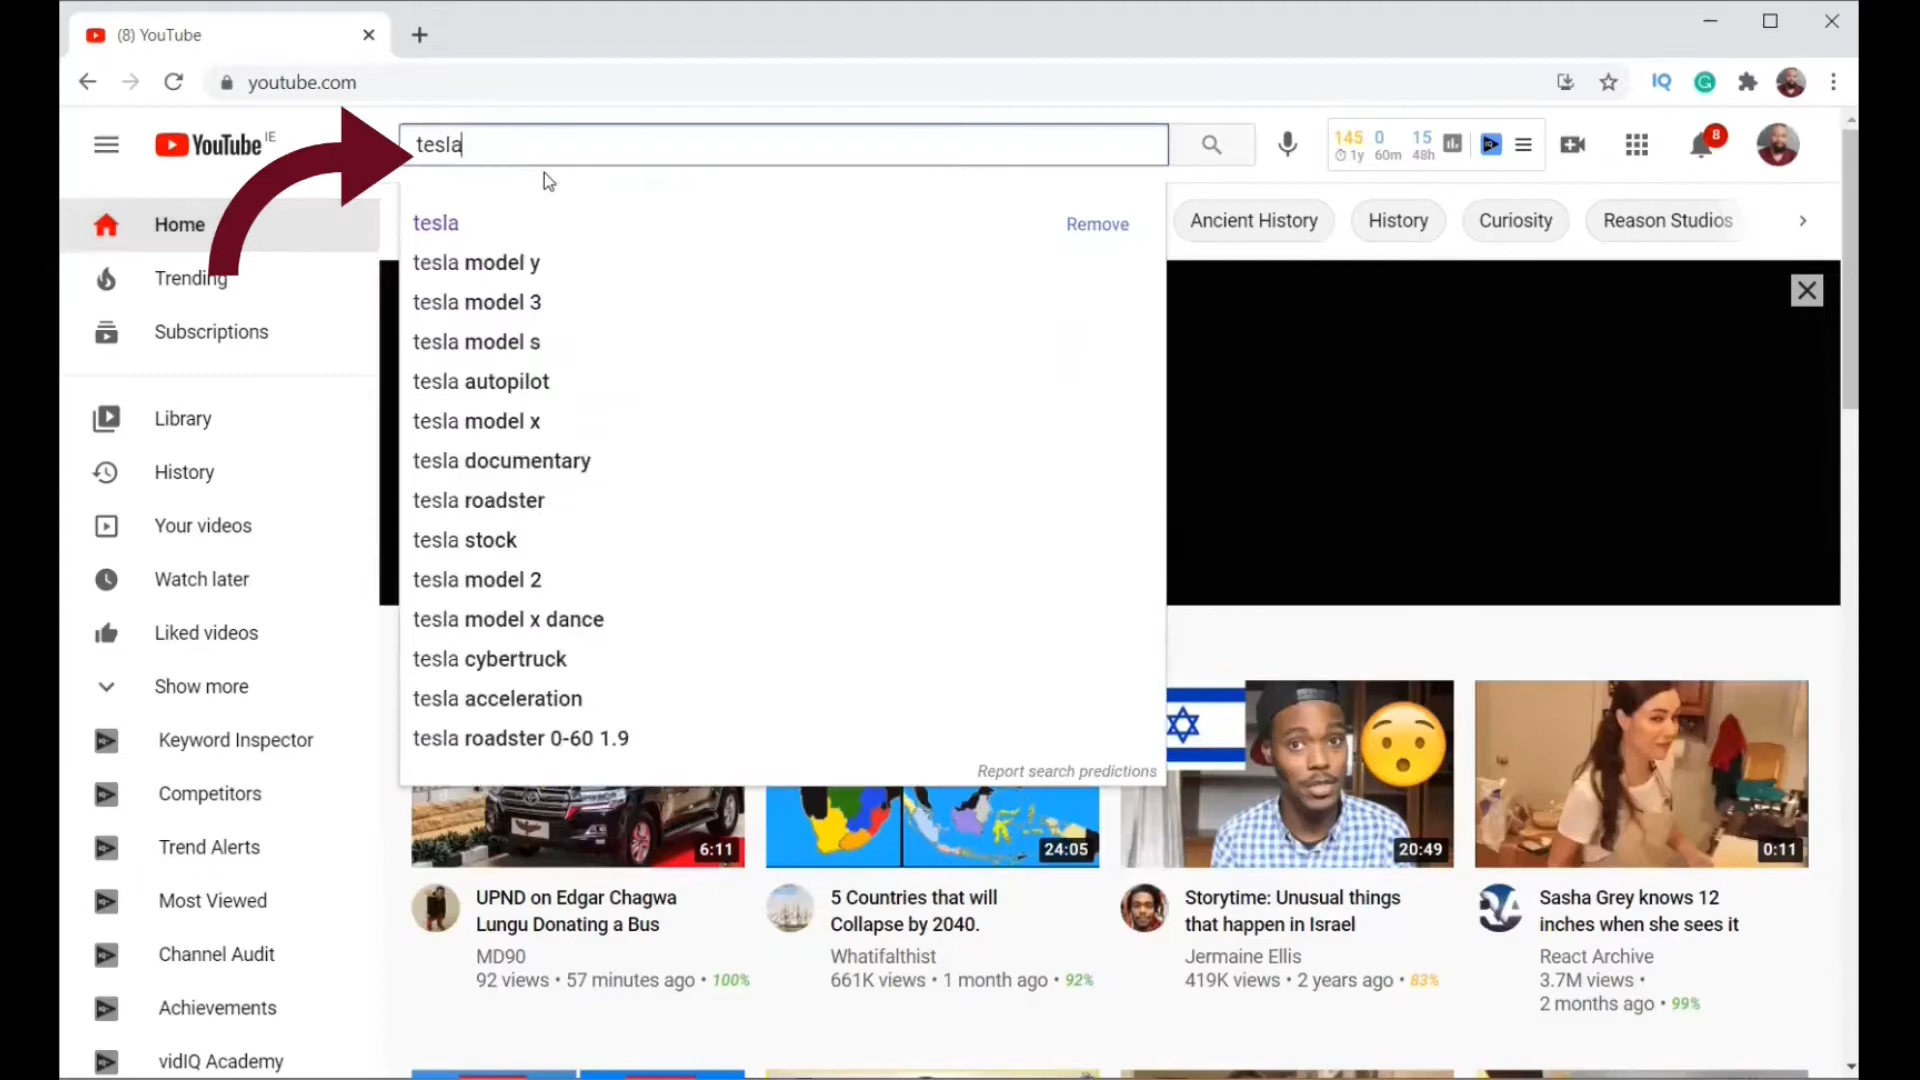 (8) YouTube
youtube.com
YouTube IE
tesla
145 0 15
1y 60m 48h
8
Home
Trending
Subscriptions
Library
History
Your videos
Watch later
Liked videos
Show more
Keyword Inspector
Competitors
Trend Alerts
Most Viewed
Channel Audit
Achievements
vidIQ Academy
tesla
Remove
tesla model y
tesla model 3
tesla model s
tesla autopilot
tesla model x
tesla documentary
tesla roadster
tesla stock
tesla model 2
tesla model x dance
tesla cybertruck
tesla acceleration
tesla roadster 0-60 1.9
Report search predictions
Ancient History
History
Curiosity
Reason Studios
6:11
UPND on Edgar Chagwa
Lungu Donating a Bus
MD90
92 views • 57 minutes ago • 100%
24:05
5 Countries that will
Collapse by 2040.
Whatifalthist
661K views • 1 month ago • 92%
20:49
Storytime: Unusual things
that happen in Israel
Jermaine Ellis
419K views • 2 years ago • 83%
0:11
Sasha Grey knows 12
inches when she sees it
React Archive
3.7M views •
2 months ago • 99%